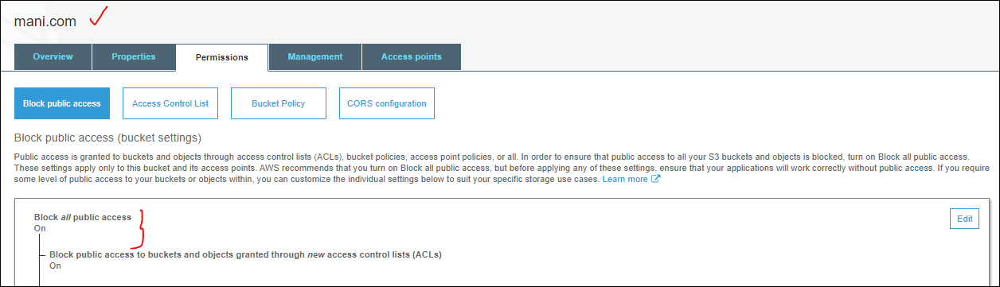 mani.com
Overview Properties Permissions Management Access points
Block public access Access Control List Bucket Policy CORS configuration
Block public access (bucket settings)
Public access is granted to buckets and objects through access control lists (ACLs), bucket policies, access point policies, or all. In order to ensure that public access to all your S3 buckets and objects is blocked, turn on Block all public access.
These settings apply only to this bucket and its access points. AWS recommends that you turn on Block all public access, but before applying any of these settings, ensure that your applications will work correctly without public access. If you require
some level of public access to your buckets or objects within, you can customize the individual settings below to suit your specific storage use cases. Learn more
Block all public access Edit
On
Block public access to buckets and objects granted through new access control lists (ACLs)
On